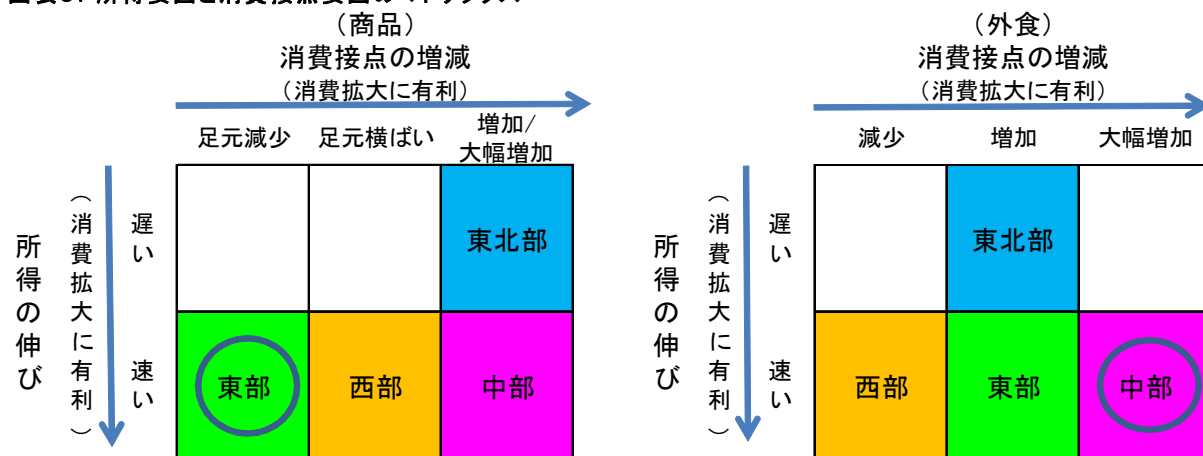 （商品）
消費接点の増減
（消費拡大に有利）
足元減少
足元横ばい
増加/
大幅増加
所得の伸び
（消費拡大に有利）
遅い
速い
東北部
東部
西部
中部
（外食）
消費接点の増減
（消費拡大に有利）
減少
増加
大幅増加
所得の伸び
（消費拡大に有利）
遅い
速い
東北部
西部
東部
中部